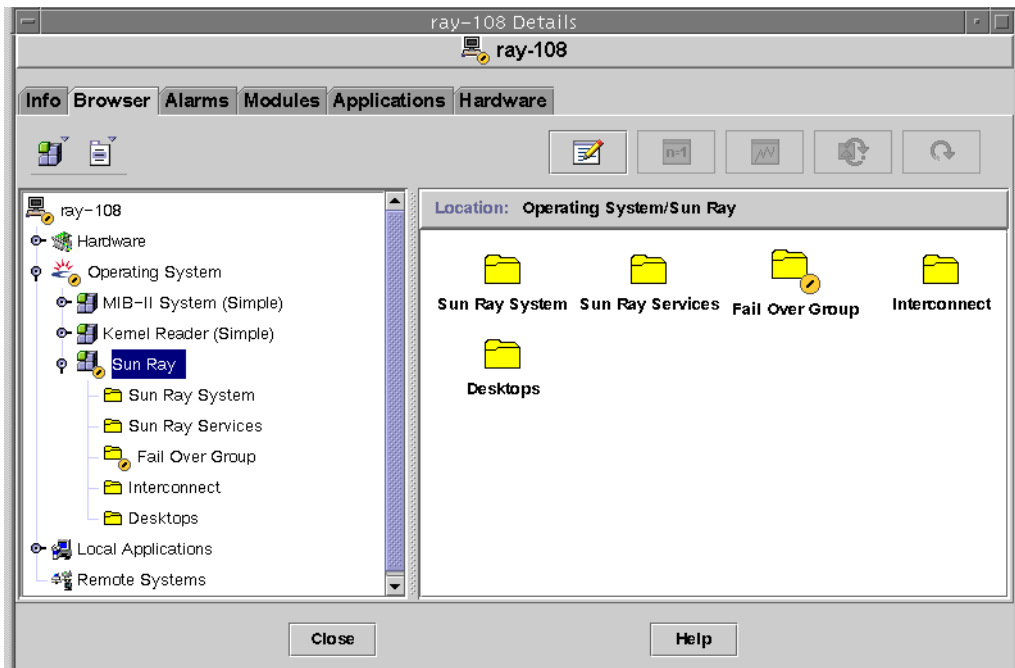 ray-108 Details
ray-108
Info Browser Alarms Modules Applications Hardware
n=1
ray-108
Hardware
Operating System
MIB-II System (Simple)
Kernel Reader (Simple)
Sun Ray
Sun Ray System
Sun Ray Services
Fail Over Group
Interconnect
Desktops
Local Applications
Remote Systems
Location: Operating System/Sun Ray
Sun Ray System Sun Ray Services Fail Over Group Interconnect
Desktops
Close Help